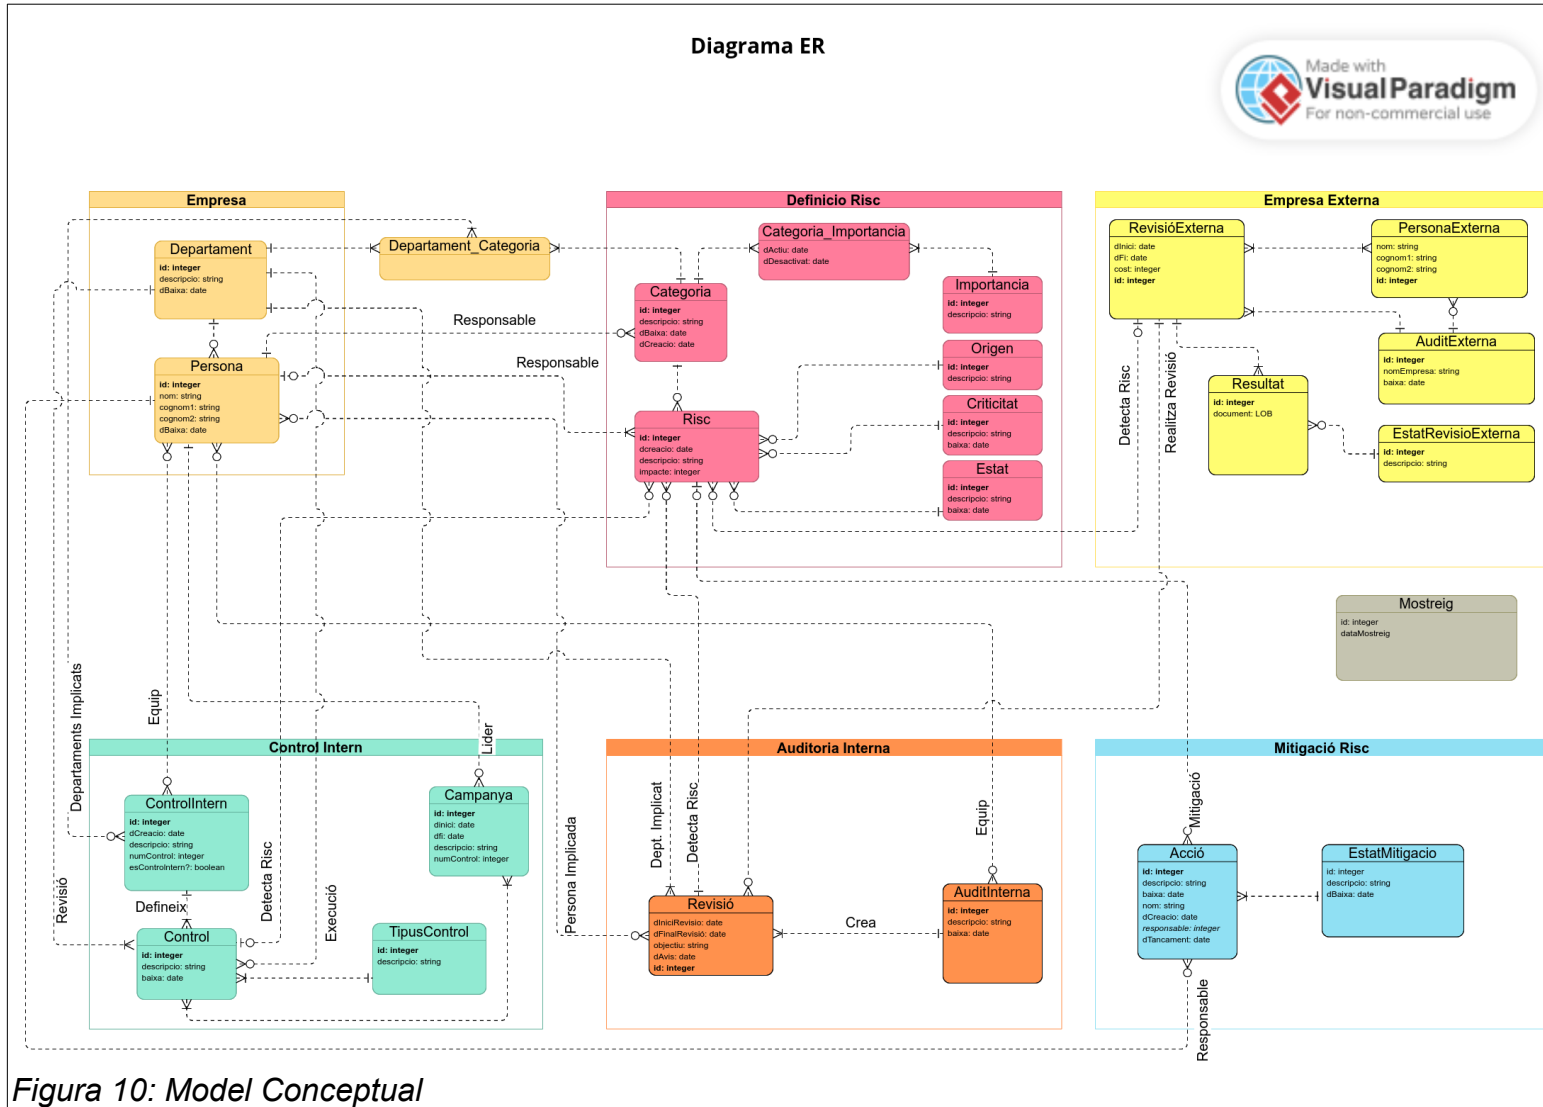 Diagrama ER
Made with
Visual Paradigm
For non-commercial use
Empresa
Departament
id: integer
descripcio: string
dBaixa: date
Departament_Categoria
Persona
id: integer
nom: string
cognom1: string
cognom2: string
dBaixa: date
Responsable
Responsable
Definicio Risc
Categoria_Importancia
dActiu: date
dDesactivat: date
Categoria
id: integer
descripcio: string
dBaixa: date
dCreacio: date
Importancia
id: integer
descripcio: string
Origen
id: integer
descripcio: string
Criticitat
id: integer
descripcio: string
baixa: date
Risc
id: integer
dcreacio: date
descripcio: string
impacte: integer
Estat
id: integer
descripcio: string
baixa: date
Empresa Externa
RevisióExterna
dInici: date
dFi: date
cost: integer
id: integer
PersonaExterna
nom: string
cognom1: string
cognom2: string
id: integer
AuditExterna
id: integer
nomEmpresa: string
baixa: date
Resultat
id: integer
document: LOB
EstatRevisioExterna
id: integer
descripcio: string
Detecta Risc
Realitza Revisió
Mostreig
id: integer
dataMostreig
Departaments Implicats
Equip
Lider
Control Intern
ControlIntern
id: integer
dCreacio: date
descripcio: string
numControl: integer
esControlntern?: boolean
Campanya
id: integer
dinici: date
dfi: date
descripcio: string
numControl: integer
Revisió
Defineix
Detecta Risc
Execució
Control
id: integer
descripcio: string
baixa: date
TipusControl
id: integer
descripcio: string
Persona Implicada
Dept. Implicat
Detecta Risc
Equip
Auditoria Interna
Revisió
dIniciRevisio: date
dFinalRevisió: date
objectiu: string
dAvis: date
id: integer
Crea
AuditInterna
id: integer
descripcio: string
baixa: date
Mitigació
Mitigació Risc
Acció
id: integer
descripcio: string
baixa: date
nom: string
dCreacio: date
responsable: integer
dTancament: date
EstatMitigacio
id: integer
descripcio: string
dBaixa: date
Responsable
Figura 10: Model Conceptual